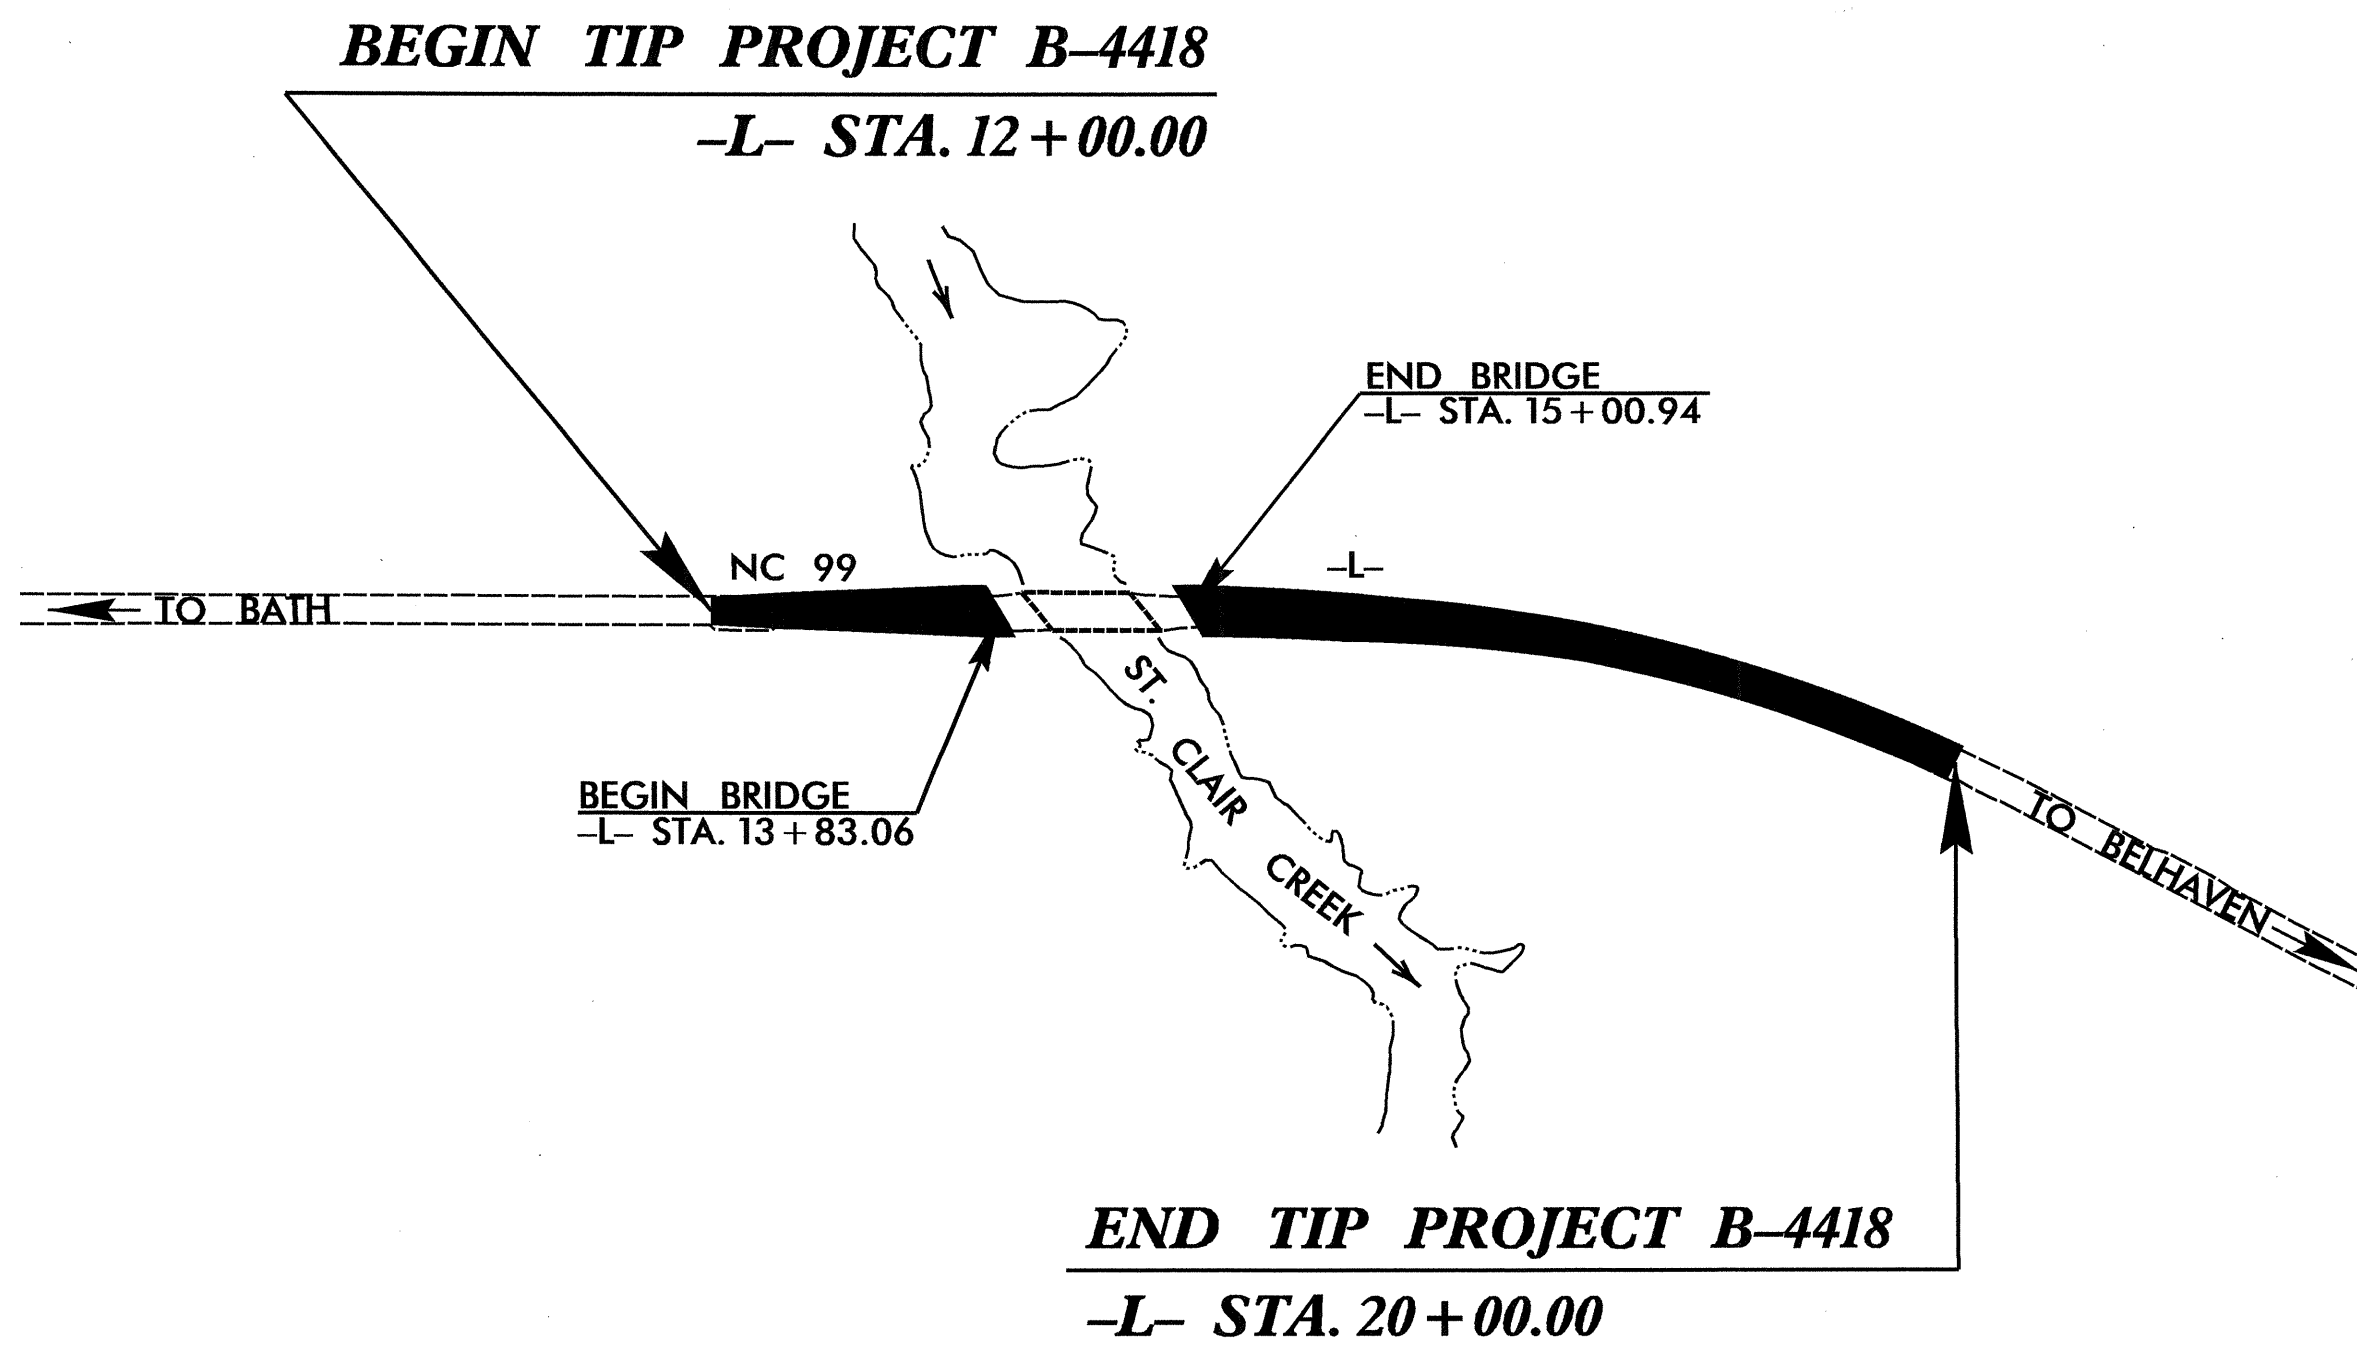 BEGIN TIP PROJECT B–4418
–L– STA. 12+00.00
END BRIDGE
–L– STA. 15+00.94
NC 99
–L–
TO BATH
ST. CLAIR CREEK
BEGIN BRIDGE
–L– STA. 13+83.06
TO BELHAVEN
END TIP PROJECT B–4418
–L– STA. 20+00.00